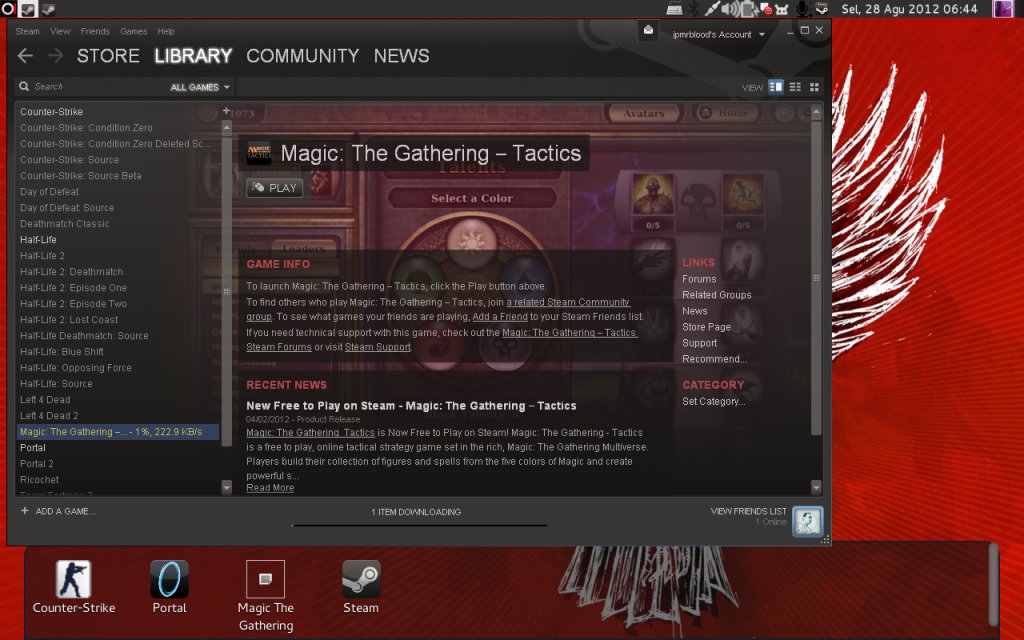 Sel, 28 Agu 2012 06:44
Steam View Friends Games Help
ipmrblood's Account
STORE LIBRARY COMMUNITY NEWS
Search
ALL GAMES
VIEW
Counter-Strike
Counter-Strike: Condition Zero
Counter-Strike: Condition Zero Deleted Sc...
Counter-Strike: Source
Counter-Strike: Source Beta
Day of Defeat
Day of Defeat: Source
Deathmatch Classic
Half-Life
Half-Life 2
Half-Life 2: Deathmatch
Half-Life 2: Episode One
Half-Life 2: Episode Two
Half-Life 2: Lost Coast
Half-Life Deathmatch: Source
Half-Life: Blue Shift
Half-Life: Opposing Force
Half-Life: Source
Left 4 Dead
Left 4 Dead 2
Magic: The Gathering –... - 1%, 222.9 KB/s
Portal
Portal 2
Ricochet
Team Fortress 2
1073
Avatars
Home
MAGIC
TACTICS
Magic: The Gathering – Tactics
Talents
PLAY
Select a Color
0/5
0/5
Leaders
GAME INFO
To launch Magic: The Gathering – Tactics, click the Play button above.
To find others who play Magic: The Gathering – Tactics, join a related Steam Community
group. To see what games your friends are playing, Add a Friend to your Steam Friends list.
If you need technical support with this game, check out the Magic: The Gathering – Tactics
Steam Forums or visit Steam Support.
RECENT NEWS
New Free to Play on Steam - Magic: The Gathering – Tactics
04/02/2012 - Product Release
Magic: The Gathering Tactics is Now Free to Play on Steam! Magic: The Gathering - Tactics
is a free to play, online tactical strategy game set in the rich, Magic: The Gathering Multiverse.
Players build their collection of figures and spells from the five colors of Magic and create
powerful s...
Read More
LINKS
Forums
Related Groups
News
Store Page
Support
Recommend...
CATEGORY
Set Category...
ADD A GAME...
1 ITEM DOWNLOADING
VIEW FRIENDS LIST
1 Online
Counter-Strike
Portal
Magic The
Gathering
Steam